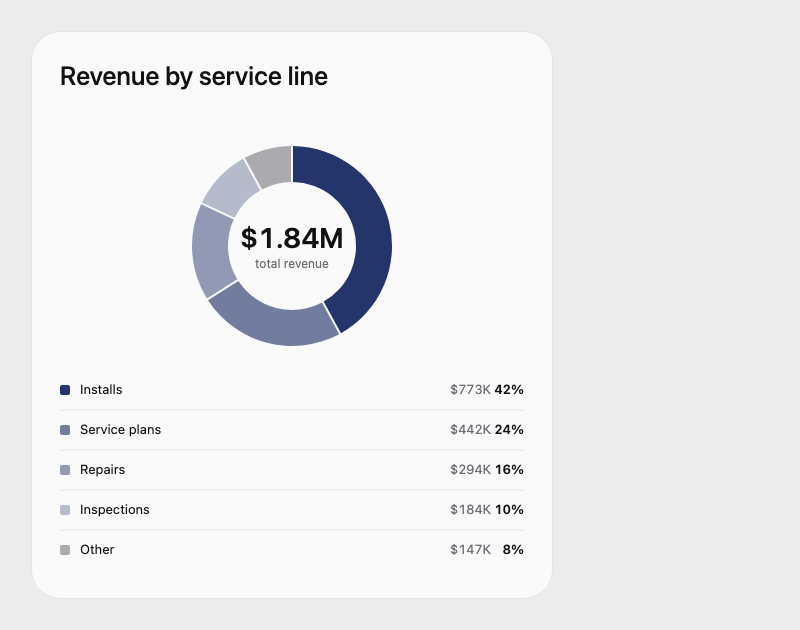 Revenue by service line
$1.84M
total revenue
Installs $773K 42%
Service plans $442K 24%
Repairs $294K 16%
Inspections $184K 10%
Other $147K 8%